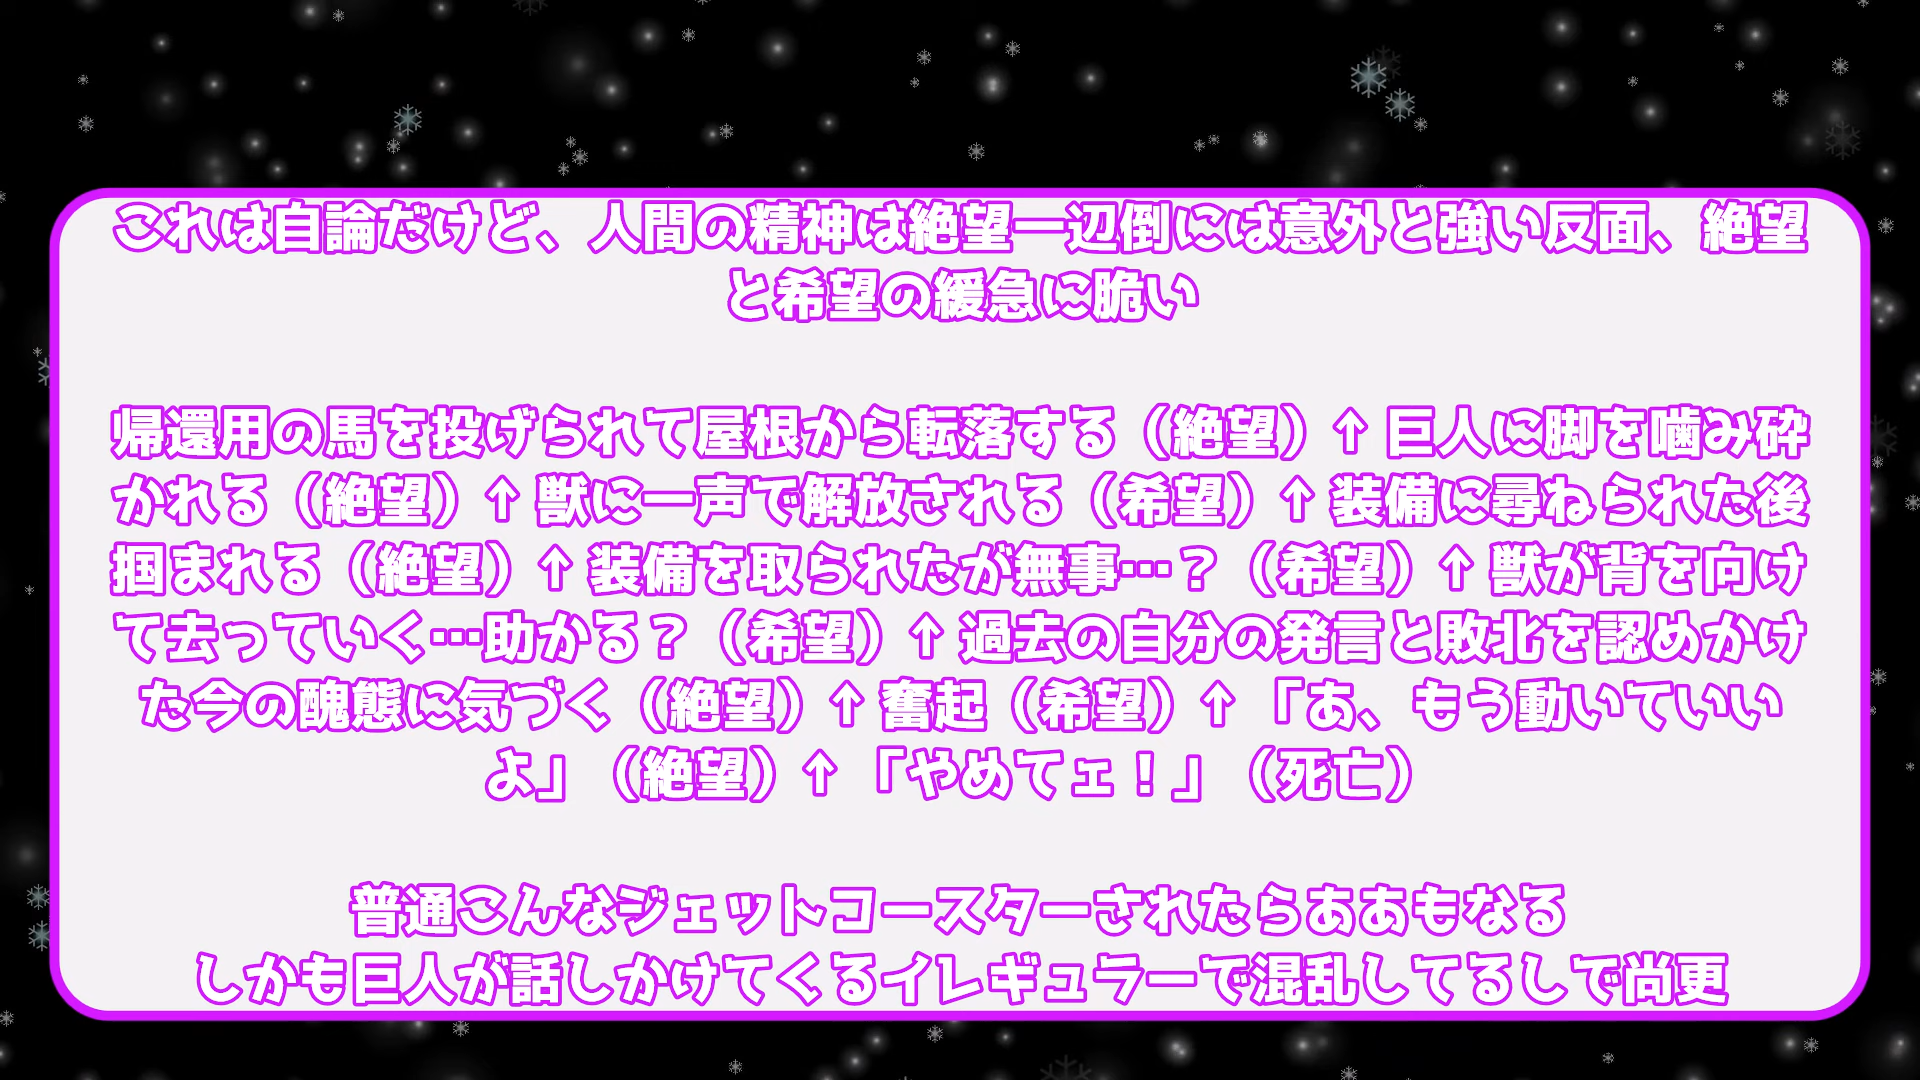 これは自論だけど、人間の精神は絶望一辺倒には意外と強い反面、絶望
と希望の緩急に脆い
帰還用の馬を投げられて屋根から転落する（絶望）↑ 巨人に脚を噛み砕
かれる（絶望）↑ 獣に一声で解放される（希望）↑ 装備に尋ねられた後
掴まれる（絶望）↑ 装備を取られたが無事…？（希望）↑ 獣が背を向け
て去っていく…助かる？（希望）↑ 過去の自分の発言と敗北を認めかけ
た今の醜態に気づく（絶望）↑ 奮起（希望）↑ 「あ、もう動いていい
よ」（絶望）↑ 「やめてェ！」（死亡）
普通こんなジェットコースターされたらああもなる
しかも巨人が話しかけてくるイレギュラーで混乱してるしで尚更